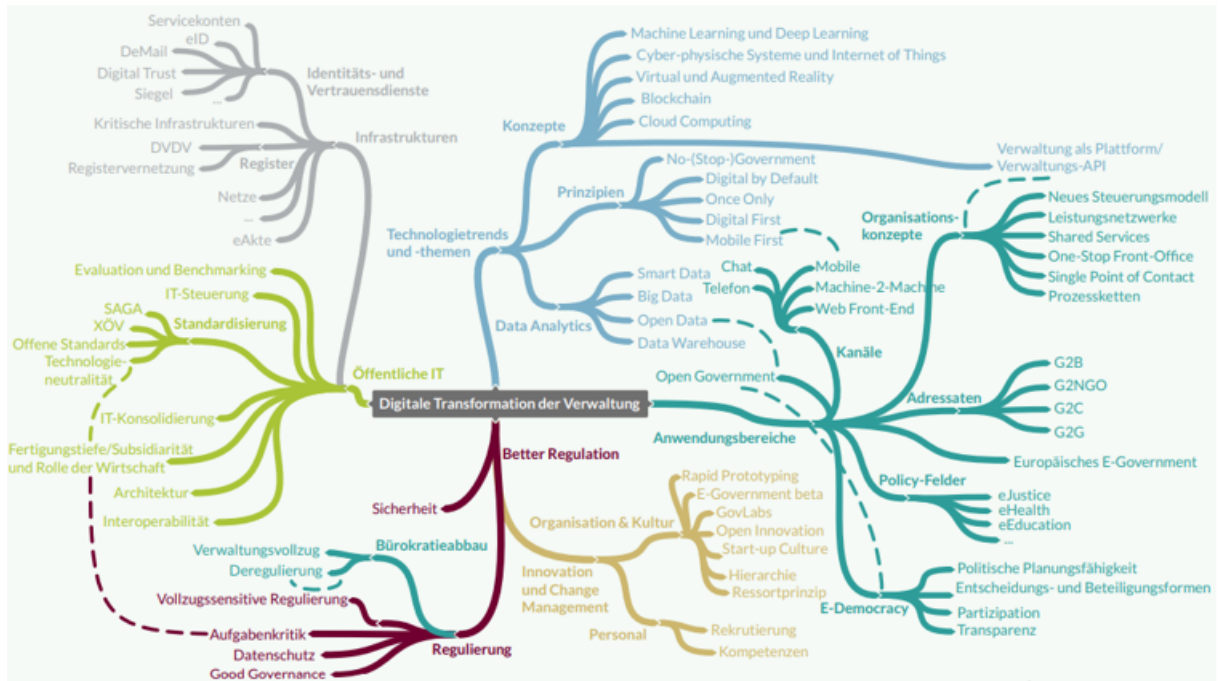 Servicekonten
eID
DeMail
Digital Trust
Siegel
...
Identitäts- und
Vertrauensdienste
Kritische Infrastrukturen
Infrastrukturen
DVDV
Register
Registervernetzung
Netze
...
eAkte
Machine Learning und Deep Learning
Cyber-physische Systeme und Internet of Things
Virtual und Augmented Reality
Blockchain
Cloud Computing
Konzepte
Verwaltung als Plattform/
Verwaltungs-API
No-(Stop-)Government
Digital by Default
Once Only
Digital First
Mobile First
Prinzipien
Technologietrends
und -themen
Smart Data
Big Data
Open Data
Data Warehouse
Data Analytics
Organisations-
konzepte
Neues Steuerungsmodell
Leistungsnetzwerke
Shared Services
One-Stop Front-Office
Single Point of Contact
Prozessketten
Chat
Telefon
Mobile
Machine-2-Machine
Web Front-End
Kanäle
Open Government
Adressaten
G2B
G2NGO
G2C
G2G
Anwendungsbereiche
Europäisches E-Government
Policy-Felder
eJustice
eHealth
eEducation
...
E-Democracy
Politische Planungsfähigkeit
Entscheidungs- und Beteiligungsformen
Partizipation
Transparenz
Evaluation und Benchmarking
IT-Steuerung
SAGA
XÖV
Offene Standards
Technologie-
neutralität
Standardisierung
Öffentliche IT
Digitale Transformation der Verwaltung
IT-Konsolidierung
Fertigungstiefe/Subsidiarität
und Rolle der Wirtschaft
Architektur
Interoperabilität
Better Regulation
Sicherheit
Bürokratieabbau
Verwaltungsvollzug
Deregulierung
Vollzugssensitive Regulierung
Aufgabenkritik
Datenschutz
Good Governance
Regulierung
Rapid Prototyping
E-Government beta
GovLabs
Open Innovation
Start-up Culture
Hierarchie
Ressortprinzip
Organisation & Kultur
Innovation
und Change
Management
Personal
Rekrutierung
Kompetenzen